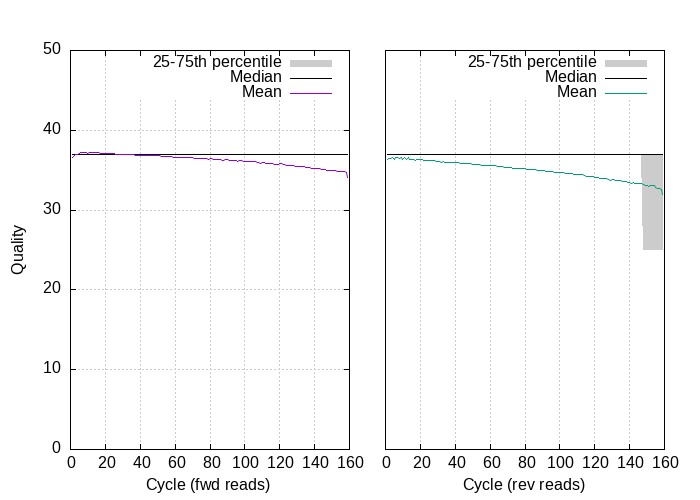 50
40
30
20
10
0
Quality
25-75th percentile
Median
Mean
0 20 40 60 80 100 120 140 160
Cycle (fwd reads)
25-75th percentile
Median
Mean
0 20 40 60 80 100 120 140 160
Cycle (rev reads)